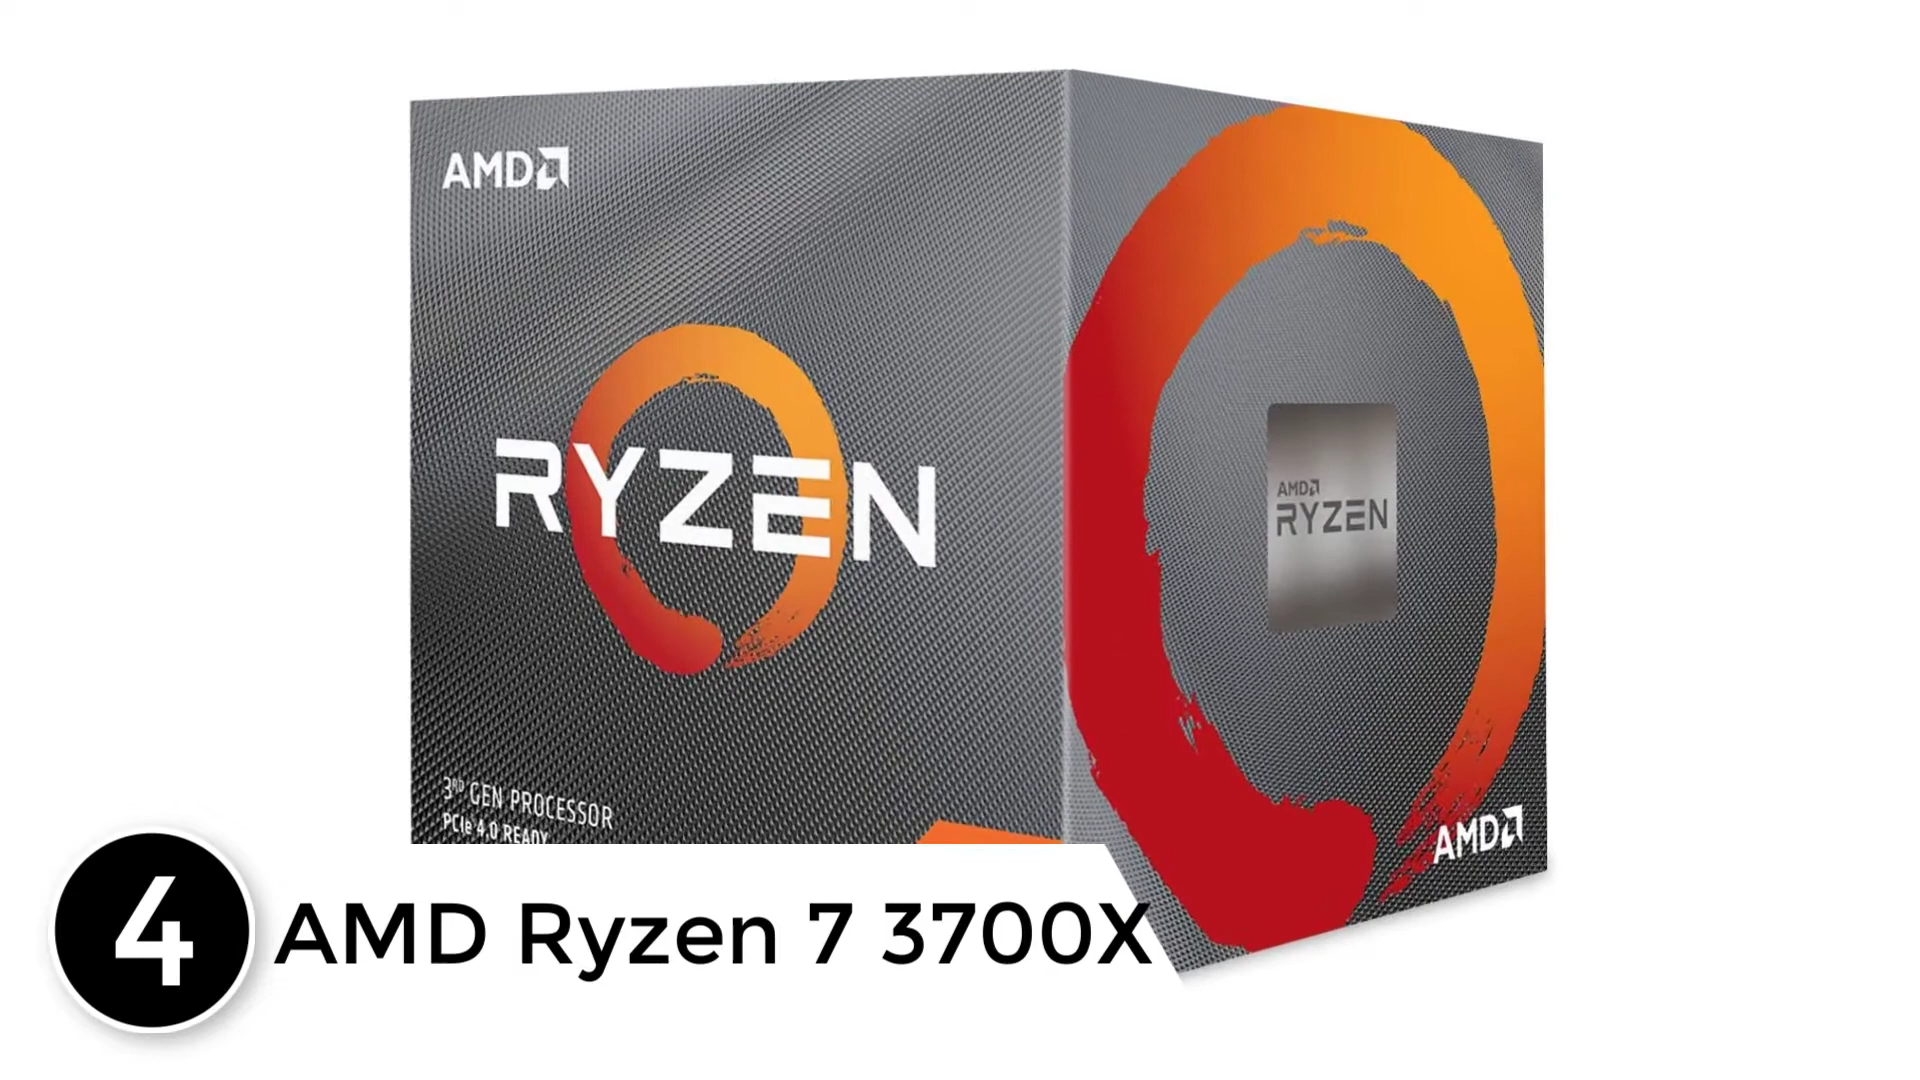 AMD
RYZEN
AMD
RYZEN
3RD GEN PROCESSOR
PCIe 4.0 READY
AMD
4
AMD Ryzen 7 3700X